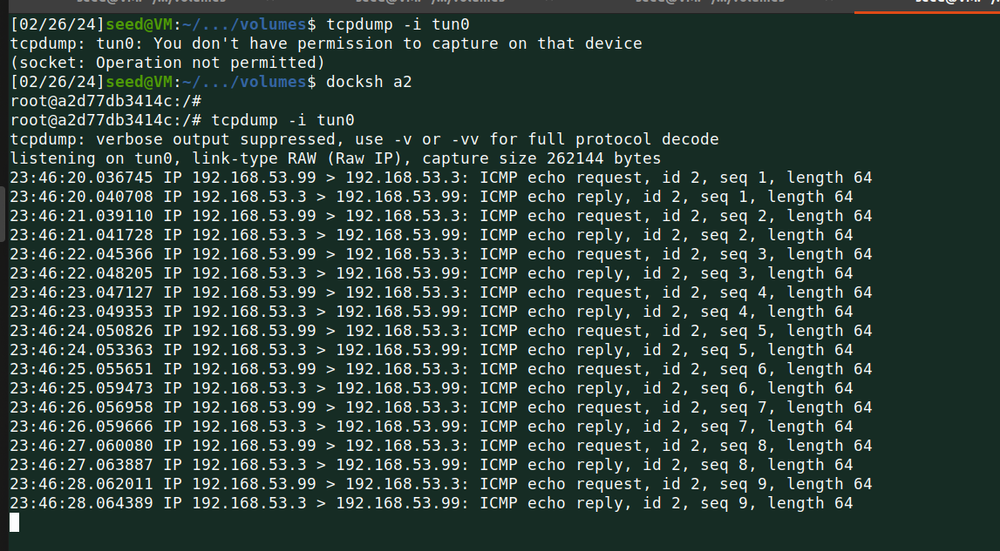 [02/26/24]seed@VM:~/.../volumes$ tcpdump -i tun0
tcpdump: tun0: You don't have permission to capture on that device
(socket: Operation not permitted)
[02/26/24]seed@VM:~/.../volumes$ docksh a2
root@a2d77db3414c:/#
root@a2d77db3414c:/# tcpdump -i tun0
tcpdump: verbose output suppressed, use -v or -vv for full protocol decode
listening on tun0, link-type RAW (Raw IP), capture size 262144 bytes
23:46:20.036745 IP 192.168.53.99 > 192.168.53.3: ICMP echo request, id 2, seq 1, length 64
23:46:20.040708 IP 192.168.53.3 > 192.168.53.99: ICMP echo reply, id 2, seq 1, length 64
23:46:21.039110 IP 192.168.53.99 > 192.168.53.3: ICMP echo request, id 2, seq 2, length 64
23:46:21.041728 IP 192.168.53.3 > 192.168.53.99: ICMP echo reply, id 2, seq 2, length 64
23:46:22.045366 IP 192.168.53.99 > 192.168.53.3: ICMP echo request, id 2, seq 3, length 64
23:46:22.048205 IP 192.168.53.3 > 192.168.53.99: ICMP echo reply, id 2, seq 3, length 64
23:46:23.047127 IP 192.168.53.99 > 192.168.53.3: ICMP echo request, id 2, seq 4, length 64
23:46:23.049353 IP 192.168.53.3 > 192.168.53.99: ICMP echo reply, id 2, seq 4, length 64
23:46:24.050826 IP 192.168.53.99 > 192.168.53.3: ICMP echo request, id 2, seq 5, length 64
23:46:24.053363 IP 192.168.53.3 > 192.168.53.99: ICMP echo reply, id 2, seq 5, length 64
23:46:25.055651 IP 192.168.53.99 > 192.168.53.3: ICMP echo request, id 2, seq 6, length 64
23:46:25.059473 IP 192.168.53.3 > 192.168.53.99: ICMP echo reply, id 2, seq 6, length 64
23:46:26.056958 IP 192.168.53.99 > 192.168.53.3: ICMP echo request, id 2, seq 7, length 64
23:46:26.059666 IP 192.168.53.3 > 192.168.53.99: ICMP echo reply, id 2, seq 7, length 64
23:46:27.060080 IP 192.168.53.99 > 192.168.53.3: ICMP echo request, id 2, seq 8, length 64
23:46:27.063887 IP 192.168.53.3 > 192.168.53.99: ICMP echo reply, id 2, seq 8, length 64
23:46:28.062011 IP 192.168.53.99 > 192.168.53.3: ICMP echo request, id 2, seq 9, length 64
23:46:28.064389 IP 192.168.53.3 > 192.168.53.99: ICMP echo reply, id 2, seq 9, length 64